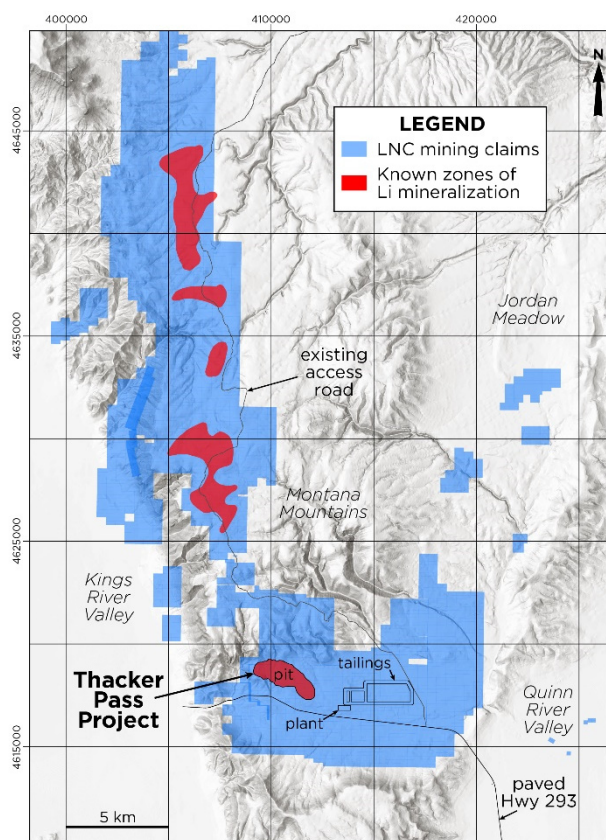 4000000
4100000
420000
N
4645000
LEGEND
LNC mining claims
Known zones of
Li mineralization
Jordan
Meadow
4635000
existing
access
road
Montana
Mountains
4625000
Kings
River
Valley
Thacker
Pass
Project
pit
tailings
plant
Quinn
River
Valley
4615000
paved
Hwy 293
5 km